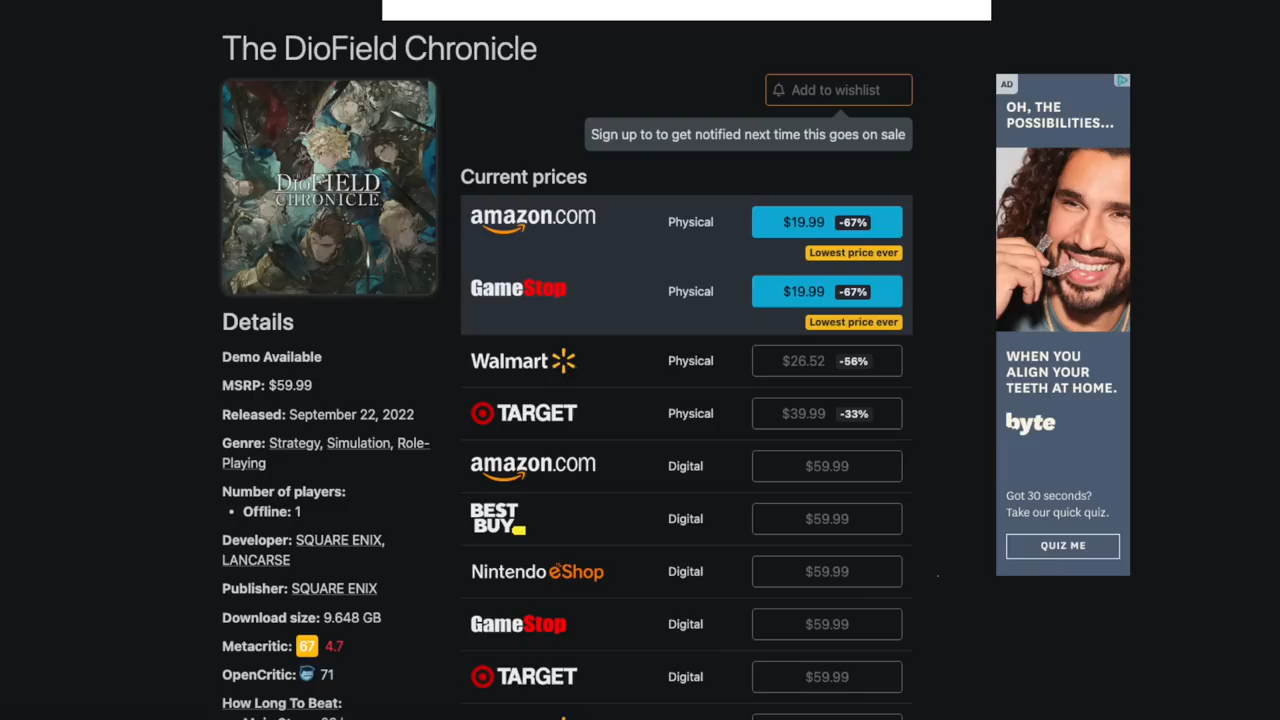 The DioField Chronicle
Add to wishlist
Sign up to to get notified next time this goes on sale
THE DIOFIELD
CHRONICLE
Current prices
amazon.com Physical $19.99 -67%
Lowest price ever
GameStop Physical $19.99 -67%
Lowest price ever
Walmart Physical $26.52 -56%
TARGET Physical $39.99 -33%
amazon.com Digital $59.99
BEST
BUY Digital $59.99
Nintendo eShop Digital $59.99
GameStop Digital $59.99
TARGET Digital $59.99
Details
Demo Available
MSRP: $59.99
Released: September 22, 2022
Genre: Strategy, Simulation, Role-
Playing
Number of players:
• Offline: 1
Developer: SQUARE ENIX,
LANCARSE
Publisher: SQUARE ENIX
Download size: 9.648 GB
Metacritic: 67 4.7
OpenCritic: 71
How Long To Beat:
AD
OH, THE
POSSIBILITIES...
WHEN YOU
ALIGN YOUR
TEETH AT HOME.
byte
Got 30 seconds?
Take our quick quiz.
QUIZ ME